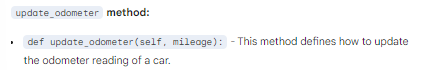 update_odometer method:
• def update_odometer(self, mileage): - This method defines how to update
the odometer reading of a car.